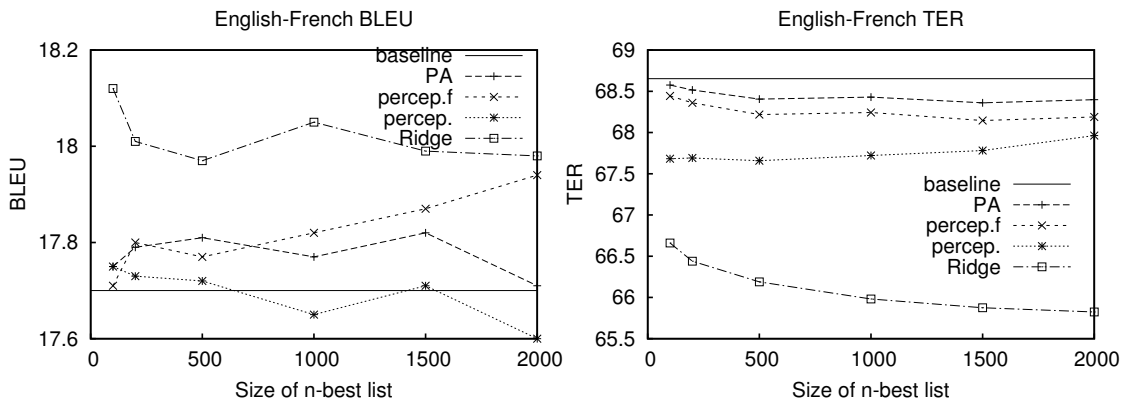 English-French BLEU
18.2
18
17.8
17.6
BLEU
baseline
PA
percep.f
percep.
Ridge
0
500
1000
1500
2000
Size of n-best list
English-French TER
69
68.5
68
67.5
67
66.5
66
65.5
TER
baseline
PA
percep.f
percep.
Ridge
0
500
1000
1500
2000
Size of n-best list